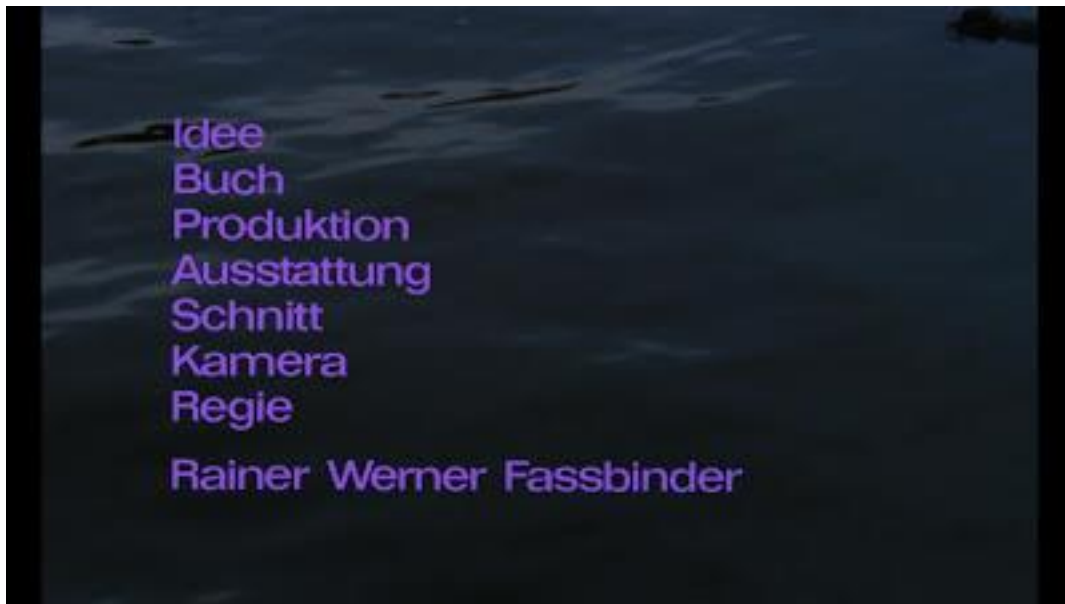 Idee
Buch
Produktion
Ausstattung
Schnitt
Kamera
Regie
Rainer Werner Fassbinder